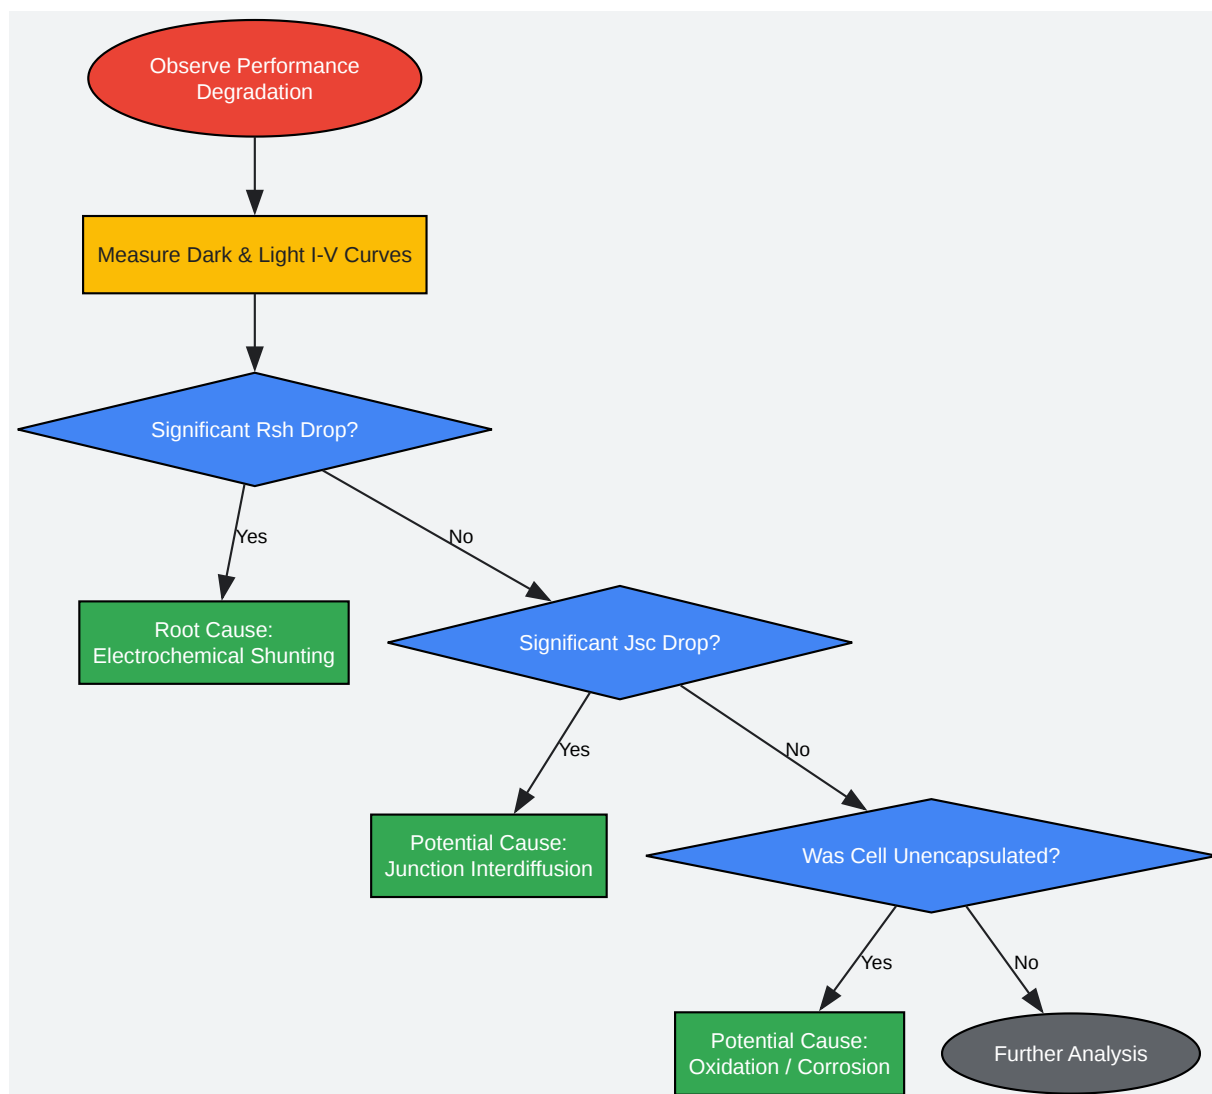 Observe Performance
Degradation
Measure Dark & Light I-V Curves
Significant Rsh Drop?
Yes
No
Root Cause:
Electrochemical Shunting
Significant Jsc Drop?
Yes
No
Potential Cause:
Junction Interdiffusion
Was Cell Unencapsulated?
Yes
No
Potential Cause:
Oxidation / Corrosion
Further Analysis